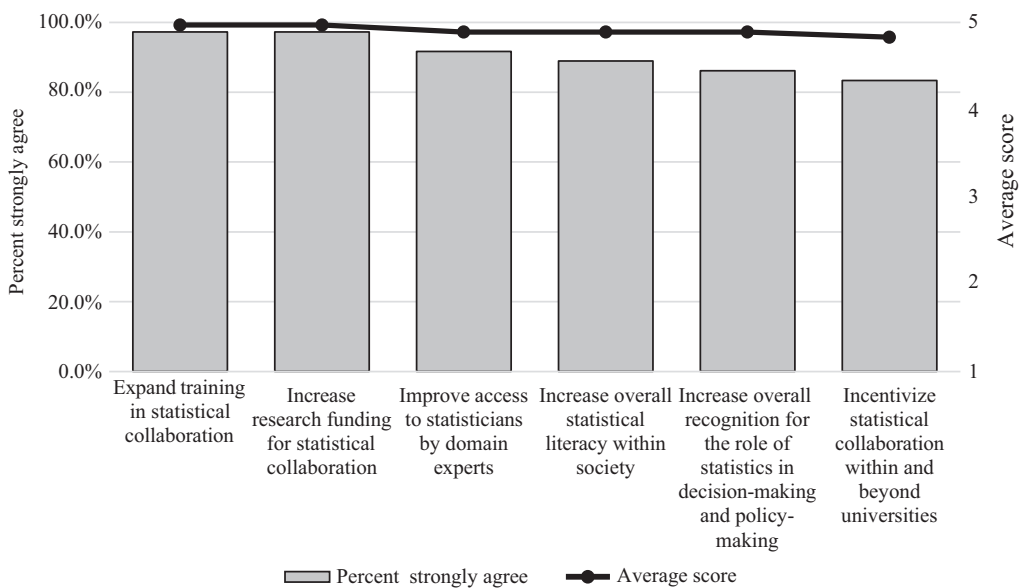 100.0%
80.0%
60.0%
40.0%
20.0%
0.0%
Percent strongly agree
5
4
3
2
1
Average score
Expand training
in statistical
collaboration
Increase
research funding
for statistical
collaboration
Improve access
to statisticians
by domain
experts
Increase overall
statistical
literacy within
society
Increase overall
recognition for
the role of
statistics in
decision-making
and policy-
making
Incentivize
statistical
collaboration
within and
beyond
universities
Percent strongly agree
Average score